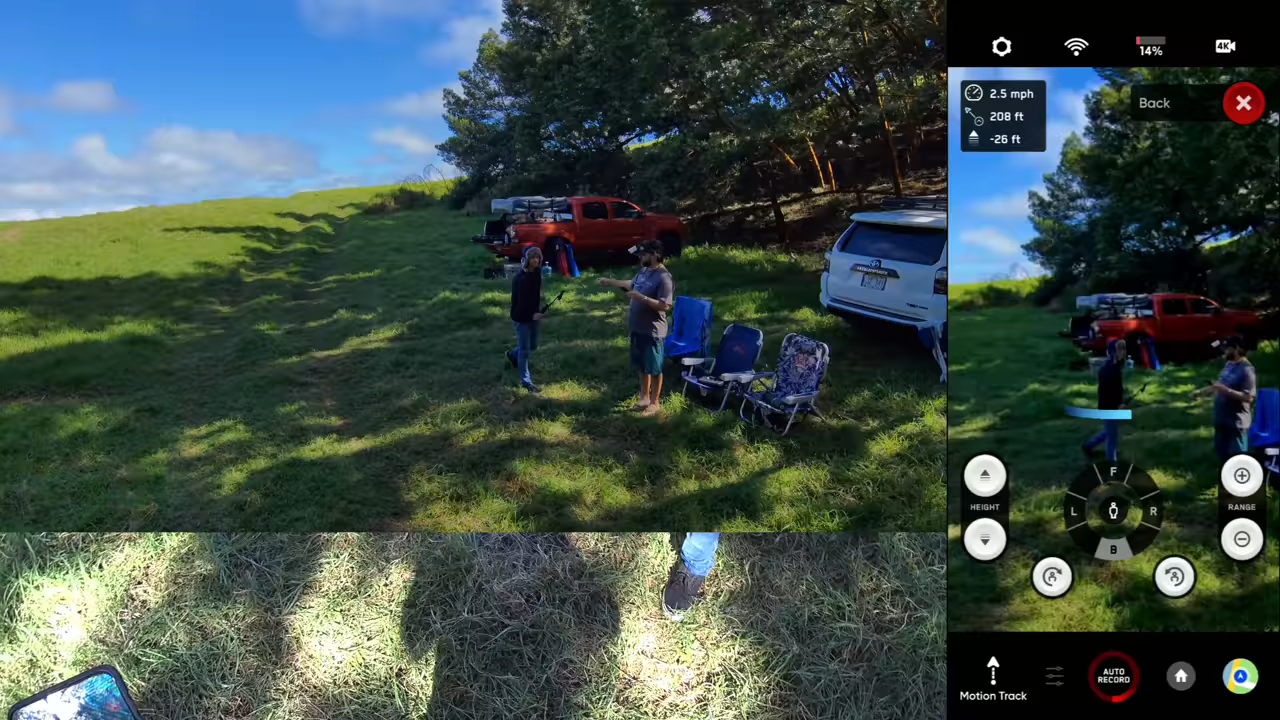 14%
4K
2.5 mph
208 ft
-26 ft
Back
HEIGHT
F
L
R
B
RANGE
Motion Track
AUTO
RECORD